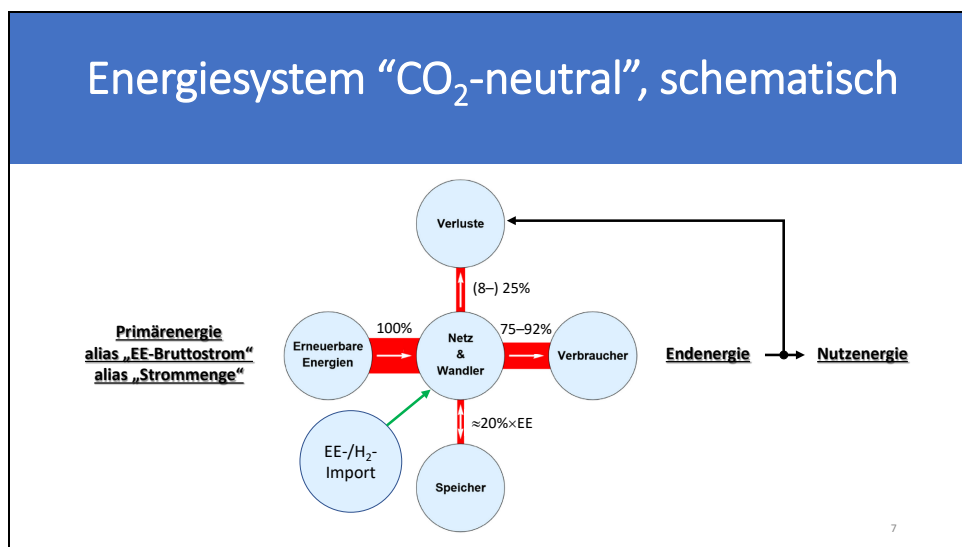 Energiesystem “CO₂-neutral”, schematisch
Verluste
(8–) 25%
Primärenergie
alias „EE-Bruttostrom“
alias „Strommenge“
Erneuerbare
Energien
100%
Netz
&
Wandler
75–92%
Verbraucher
Endenergie
Nutzenergie
≈20%×EE
EE-/H₂-
Import
Speicher
7